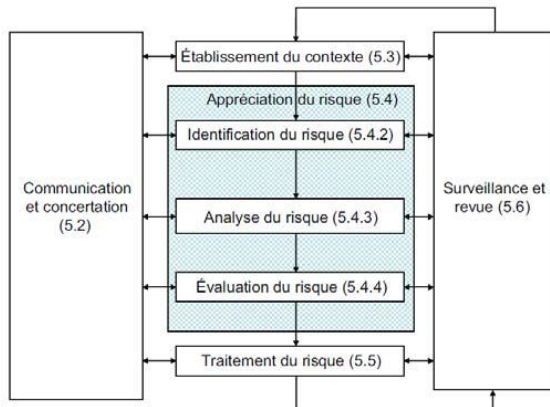 Établissement du contexte (5.3)
Appréciation du risque (5.4)
Identification du risque (5.4.2)
Communication
et concertation
(5.2)
Surveillance et
revue (5.6)
Analyse du risque (5.4.3)
Évaluation du risque (5.4.4)
Traitement du risque (5.5)